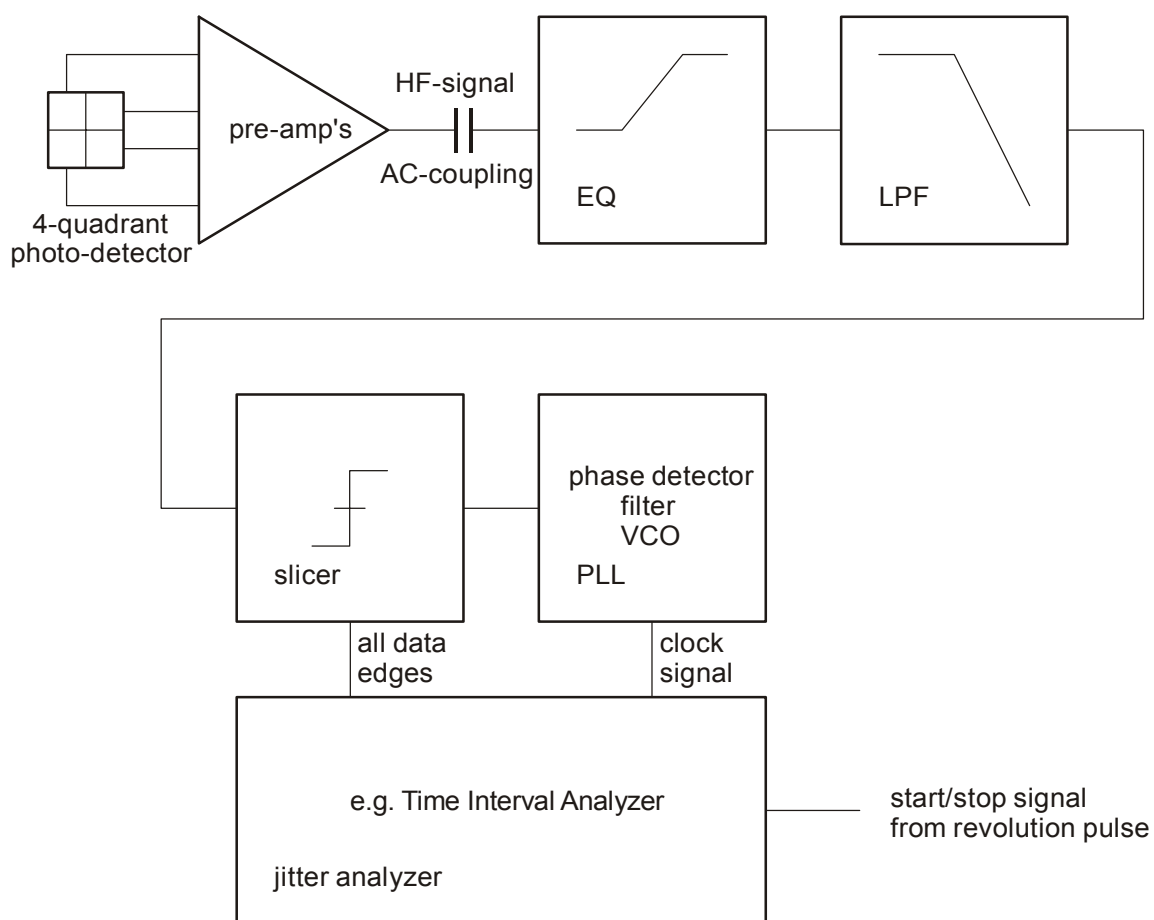 HF-signal
pre-amp's
AC-coupling
EQ
LPF
4-quadrant
photo-detector
phase detector
filter
VCO
slicer
PLL
all data
edges
clock
signal
e.g. Time Interval Analyzer
start/stop signal
from revolution pulse
jitter analyzer